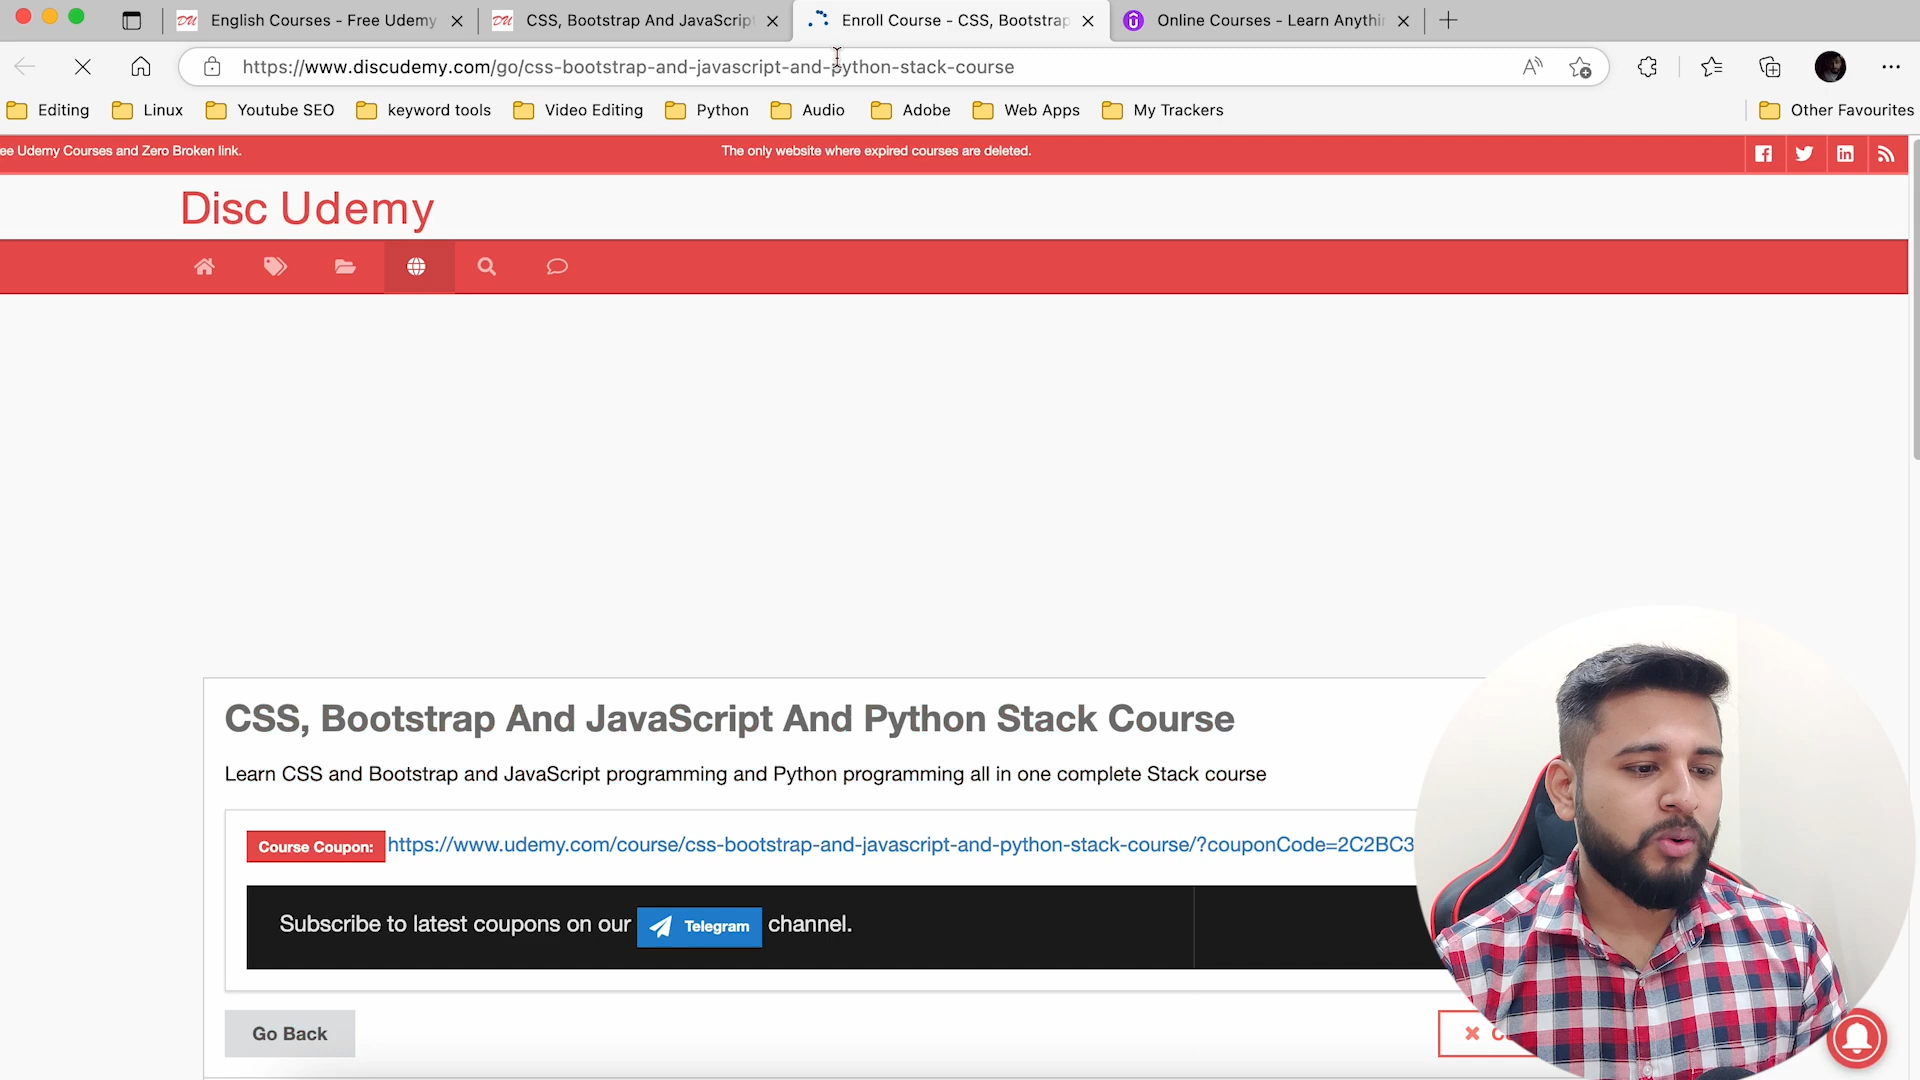 English Courses - Free Udemy
CSS, Bootstrap And JavaScrip
Enroll Course - CSS, Bootstrap
Online Courses - Learn Anythi
https://www.discudemy.com/go/css-bootstrap-and-javascript-and-python-stack-course
Editing
Linux
Youtube SEO
keyword tools
Video Editing
Python
Audio
Adobe
Web Apps
My Trackers
Other Favourites
ee Udemy Courses and Zero Broken link.
The only website where expired courses are deleted.
Disc Udemy
CSS, Bootstrap And JavaScript And Python Stack Course
Learn CSS and Bootstrap and JavaScript programming and Python programming all in one complete Stack course
Course Coupon: https://www.udemy.com/course/css-bootstrap-and-javascript-and-python-stack-course/?couponCode=2C2BC3
Subscribe to latest coupons on our Telegram channel.
Go Back